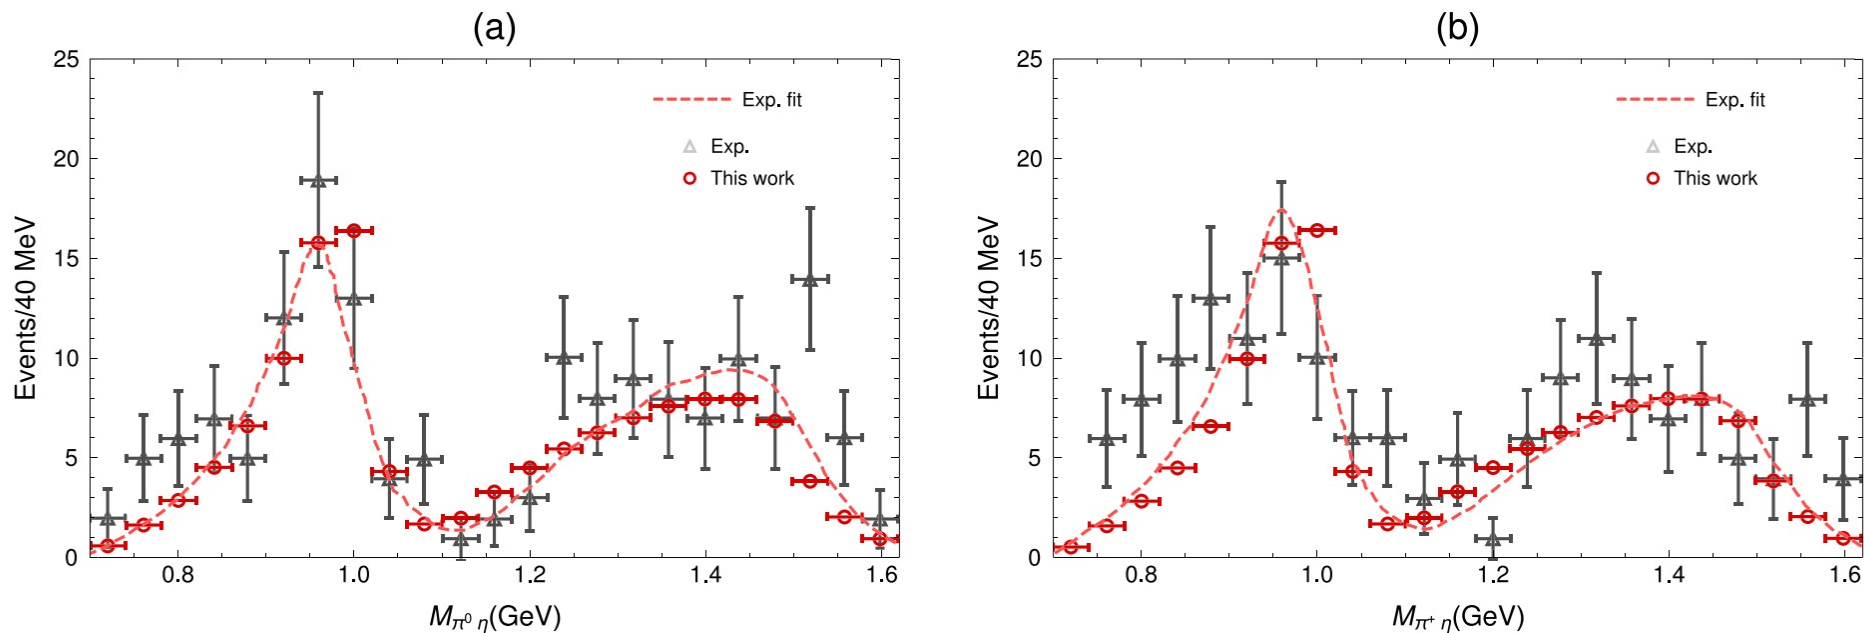 (a)
Events/40 MeV
25
20
15
10
5
0
Exp. fit
Exp.
This work
0.8 1.0 1.2 1.4 1.6
M_{π⁰ η}(GeV)
(b)
Events/40 MeV
25
20
15
10
5
0
Exp. fit
Exp.
This work
0.8 1.0 1.2 1.4 1.6
M_{π⁺ η}(GeV)